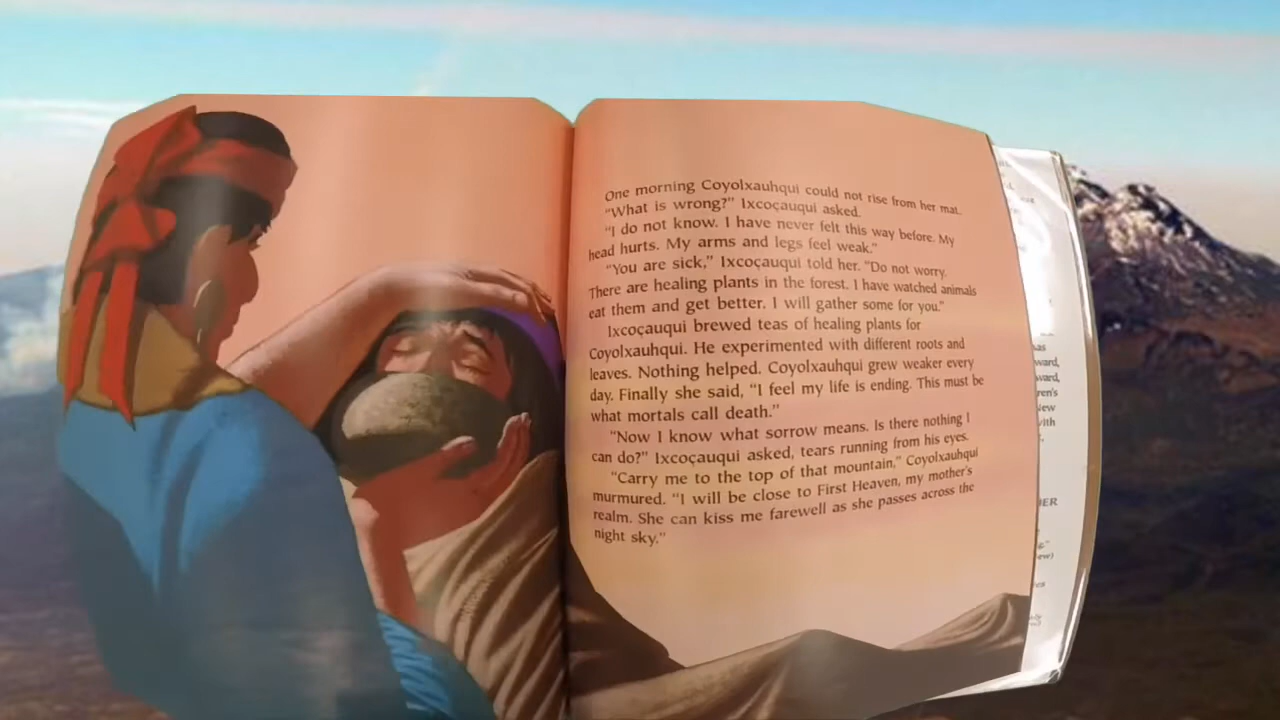 One morning Coyolxauhqui could not rise from her mat.
"What is wrong?" Ixcoçauqui asked.
"I do not know. I have never felt this way before. My
head hurts. My arms and legs feel weak."
"You are sick," Ixcoçauqui told her. "Do not worry.
There are healing plants in the forest. I have watched animals
eat them and get better. I will gather some for you."
Ixcoçauqui brewed teas of healing plants for
Coyolxauhqui. He experimented with different roots and
leaves. Nothing helped. Coyolxauhqui grew weaker every
day. Finally she said, "I feel my life is ending. This must be
what mortals call death."
"Now I know what sorrow means. Is there nothing I
can do?" Ixcoçauqui asked, tears running from his eyes.
"Carry me to the top of that mountain," Coyolxauhqui
murmured. "I will be close to First Heaven, my mother's
realm. She can kiss me farewell as she passes across the
night sky."